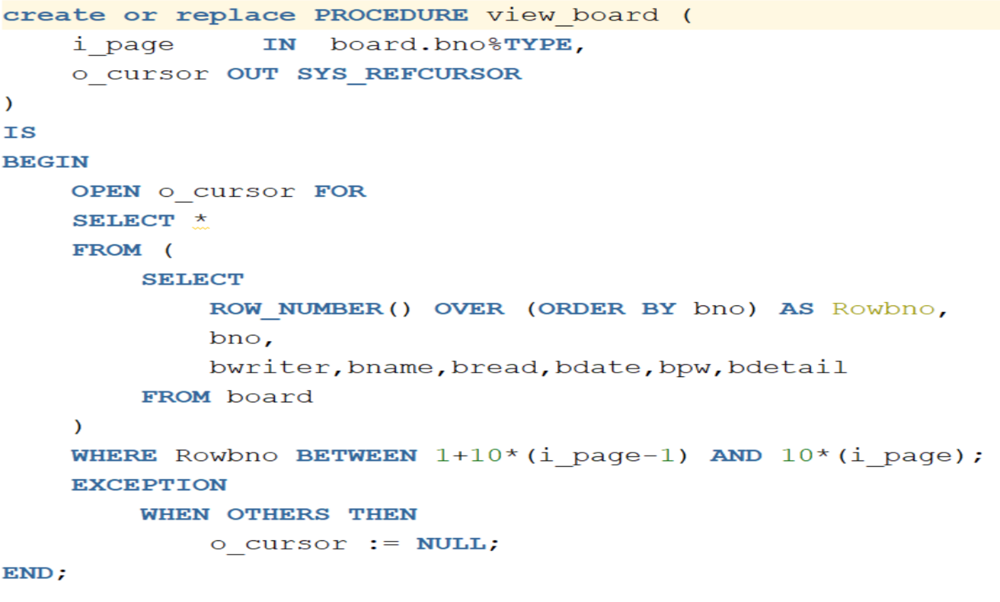 create or replace PROCEDURE view_board (
i_page IN board.bno%TYPE,
o_cursor OUT SYS_REFCURSOR
)
IS
BEGIN
OPEN o_cursor FOR
SELECT *
FROM (
SELECT
ROW_NUMBER() OVER (ORDER BY bno) AS Rowbno,
bno,
bwriter,bname,bread,bdate,bpw,bdetail
FROM board
)
WHERE Rowbno BETWEEN 1+10*(i_page-1) AND 10*(i_page);
EXCEPTION
WHEN OTHERS THEN
o_cursor := NULL;
END;